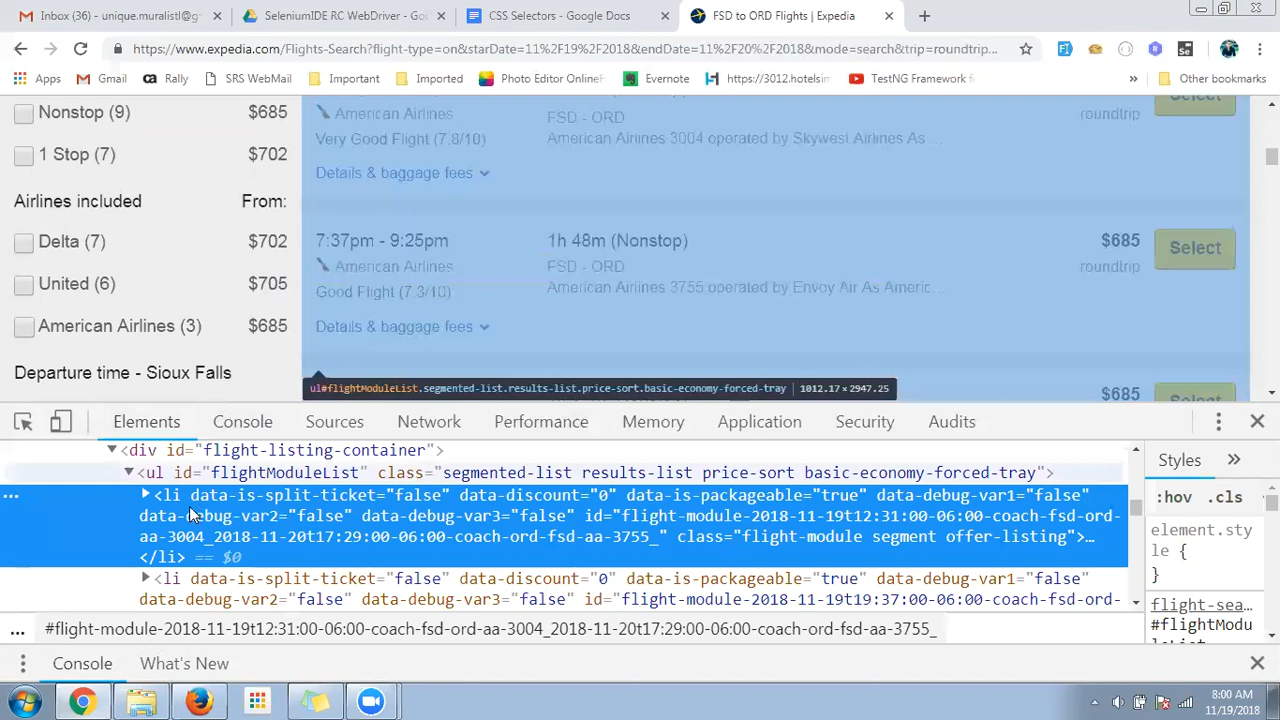 Inbox (36) - unique.muralistl@g
SeleniumIDE RC WebDriver - Goo
CSS Selectors - Google Docs
FSD to ORD Flights | Expedia
https://www.expedia.com/Flights-Search?flight-type=on&starDate=11%2F19%2F2018&endDate=11%2F20%2F2018&mode=search&trip=roundtrip...
Apps Gmail Rally SRS WebMail Important Imported Photo Editor OnlineF Evernote https://3012.hotelsim TestNG Framework f » Other bookmarks
Nonstop (9) $685
1 Stop (7) $702
Airlines included From:
Delta (7) $702
United (6) $705
American Airlines (3) $685
Departure time - Sioux Falls
Select
American Airlines FSD - ORD roundtrip
Very Good Flight (7.8/10) American Airlines 3004 operated by Skywest Airlines As ...
Details & baggage fees
7:37pm - 9:25pm 1h 48m (Nonstop) $685 Select
American Airlines FSD - ORD roundtrip
Good Flight (7.3/10) American Airlines 3755 operated by Envoy Air As Americ...
Details & baggage fees
ul#flightModuleList.segmented-list.results-list.price-sort.basic-economy-forced-tray | 1012.17 × 2947.25
$685 Select
Elements Console Sources Network Performance Memory Application Security Audits
<div id="flight-listing-container">
<ul id="flightModuleList" class="segmented-list results-list price-sort basic-economy-forced-tray">
<li data-is-split-ticket="false" data-discount="0" data-is-packageable="true" data-debug-var1="false"
data-debug-var2="false" data-debug-var3="false" id="flight-module-2018-11-19t12:31:00-06:00-coach-fsd-ord-
aa-3004_2018-11-20t17:29:00-06:00-coach-ord-fsd-aa-3755_" class="flight-module segment offer-listing">...
</li> == $0
<li data-is-split-ticket="false" data-discount="0" data-is-packageable="true" data-debug-var1="false"
data-debug-var2="false" data-debug-var3="false" id="flight-module-2018-11-19t19:37:00-06:00-coach-fsd-ord-
... #flight-module-2018-11-19t12:31:00-06:00-coach-fsd-ord-aa-3004_2018-11-20t17:29:00-06:00-coach-ord-fsd-aa-3755_
Styles »
:hov .cls
element.sty
le {
}
flight-sea...
#flightModu
Console What's New
8:00 AM
11/19/2018